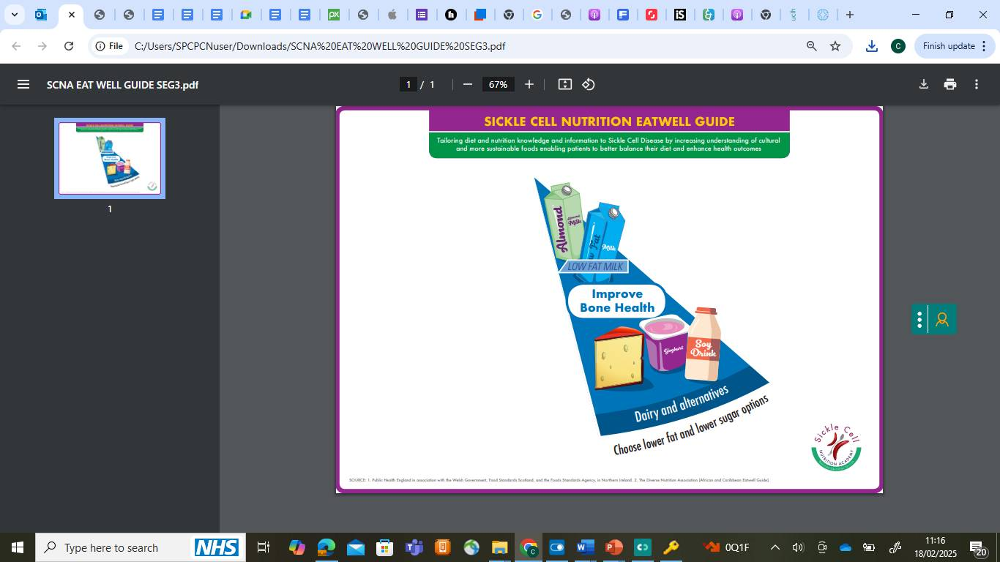 File
C:/Users/SPCPCNuser/Downloads/SCNA%20EAT%20WELL%20GUIDE%20SEG3.pdf
C
Finish update
SCNA EAT WELL GUIDE SEG3.pdf
1 / 1
67%
1
SICKLE CELL NUTRITION EATWELL GUIDE
Tailoring diet and nutrition knowledge and information to Sickle Cell Disease by increasing understanding of cultural
and more sustainable foods enabling patients to better balance their diet and enhance health outcomes
Almond
Almond
Milk
Fat
Milk
LOW FAT MILK
Improve
Bone Health
Yoghurt
Soy
Drink
Dairy and alternatives
Choose lower fat and lower sugar options
Sickle Cell
NUTRITION ACADEMY
SOURCE: 1. Public Health England in association with the Welsh Government, Food Standards Scotland, and the Foods Standards Agency, in Northern Ireland. 2. The Diverse Nutrition Association (African and Caribbean Eatwell Guide).
Type here to search
NHS
0Q1F
11:16
18/02/2025
20